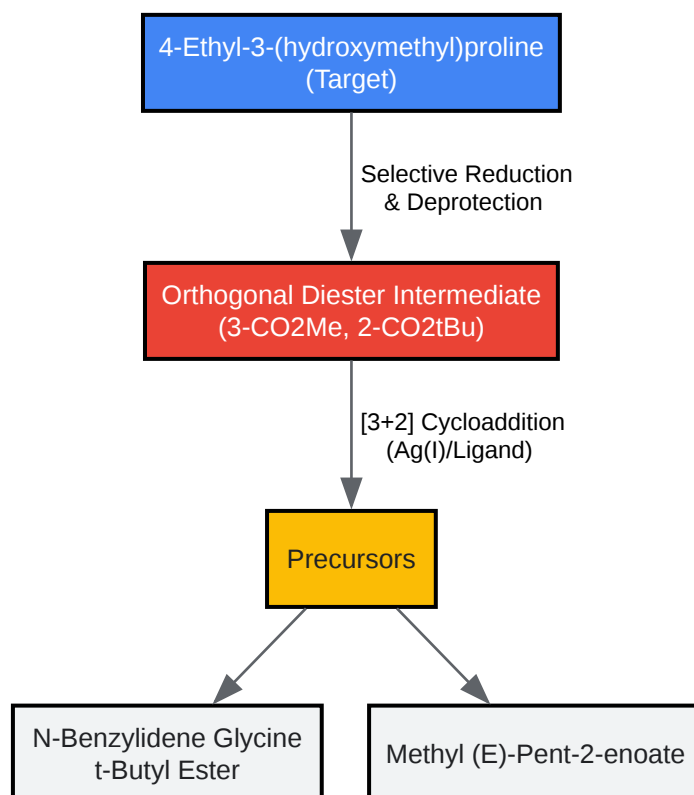 4-Ethyl-3-(hydroxymethyl)proline
(Target)
Selective Reduction
& Deprotection
Orthogonal Diester Intermediate
(3-CO2Me, 2-CO2tBu)
[3+2] Cycloaddition
(Ag(I)/Ligand)
Precursors
N-Benzylidene Glycine
t-Butyl Ester
Methyl (E)-Pent-2-enoate